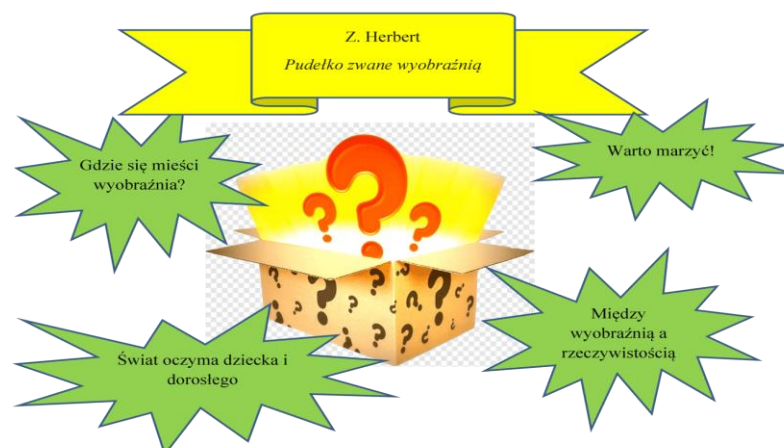 Z. Herbert
Pudełko zwane wyobraźnią
Gdzie się mieści
wyobraźnia?
Warto marzyć!
Świat oczyma dziecka i
dorosłego
Między
wyobraźnią a
rzeczywistością